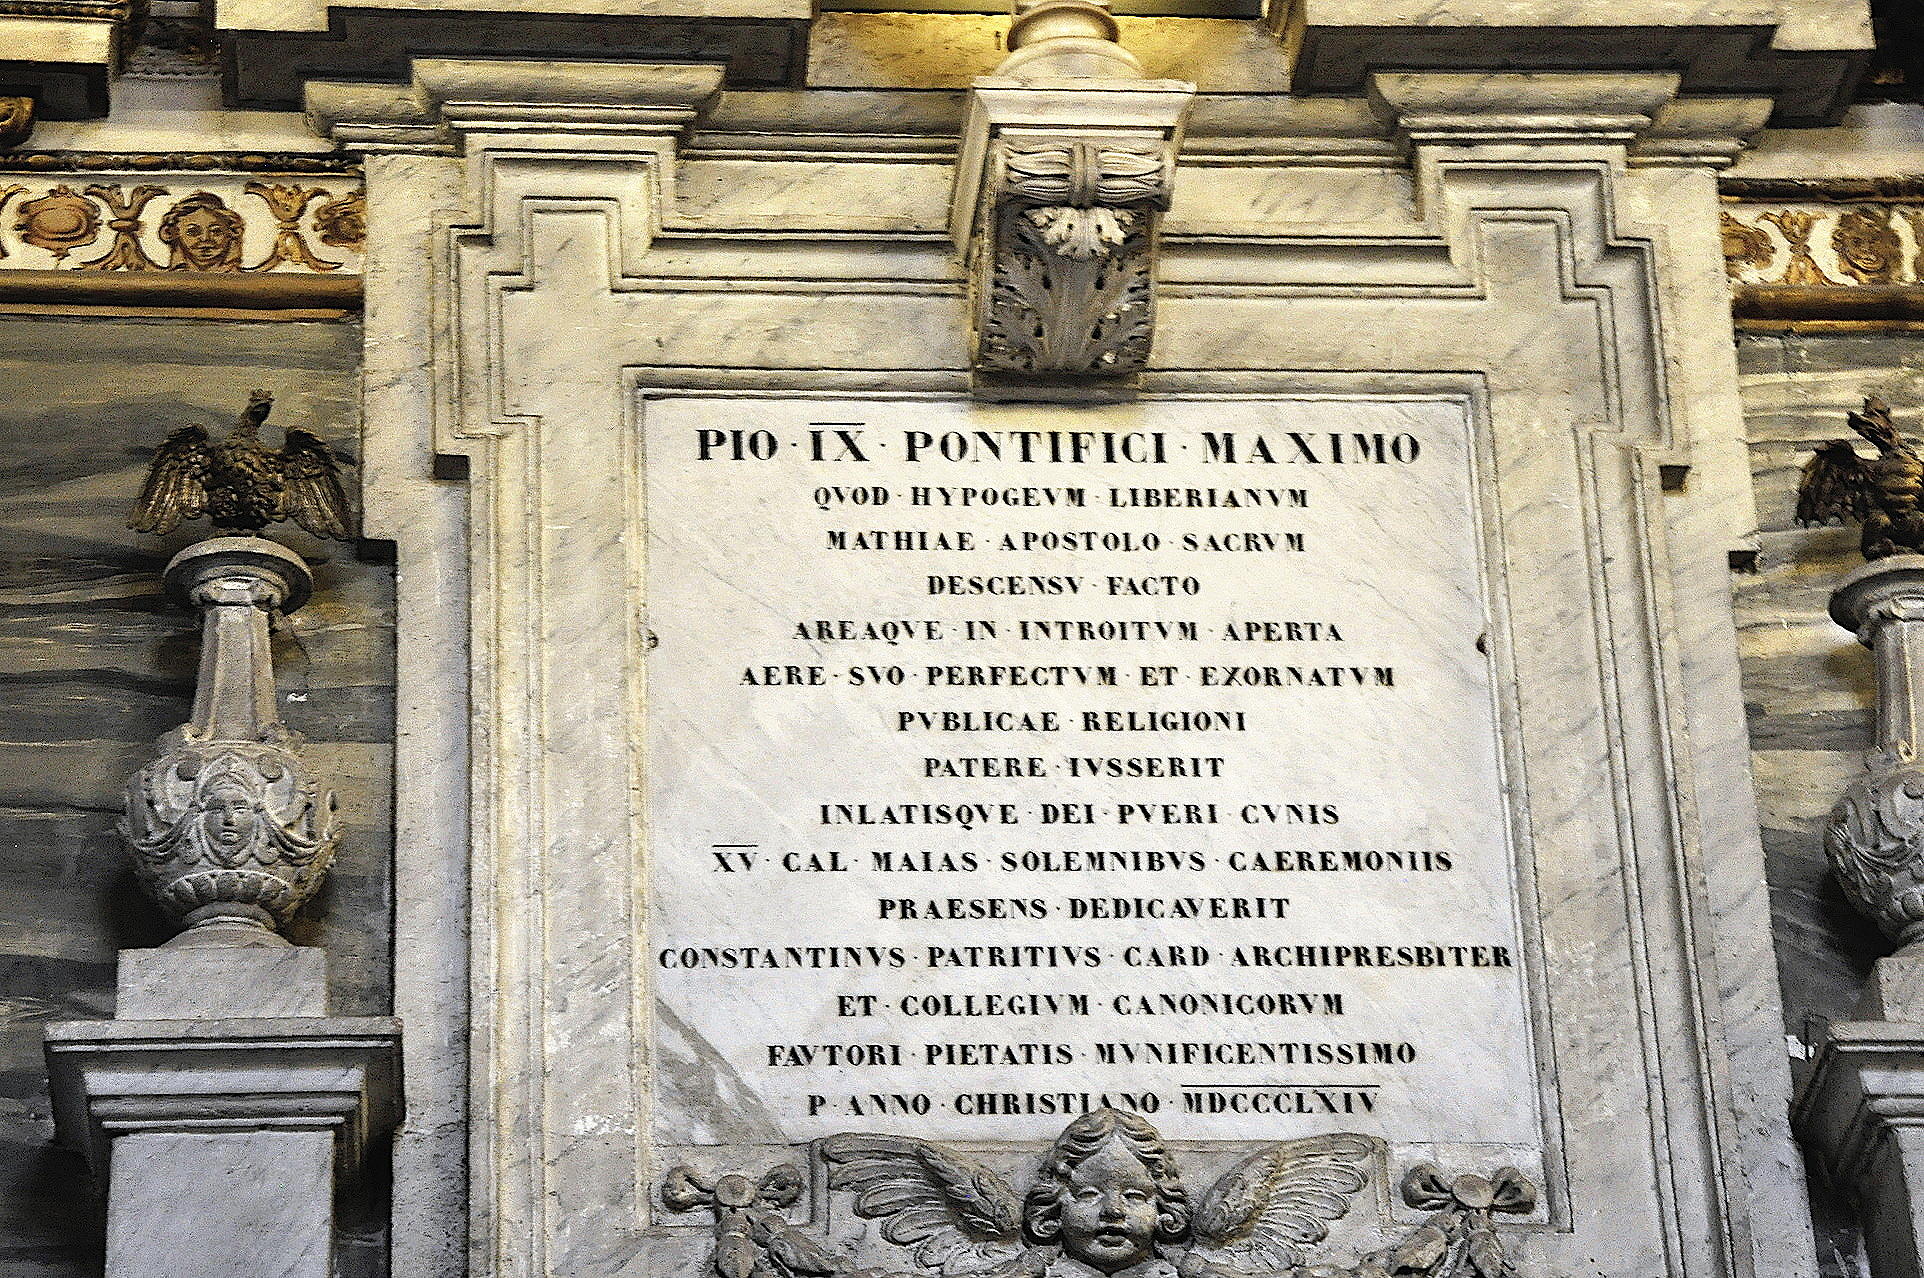 PIO · IX · PONTIFICI · MAXIMO
QVOD · HYPOGEVM · LIBERIANVM
MATHIAE · APOSTOLO · SACRVM
DESCENSV · FACTO
AREAQVE · IN · INTROITVM · APERTA
AERE · SVO · PERFECTVM · ET · EXORNATVM
PVBLICAE · RELIGIONI
PATERE · IVSSERIT
INLATISQVE · DEI · PVERI · CVNIS
XV · CAL · MAIAS · SOLEMNIBVS · CAEREMONIIS
PRAESENS · DEDICAVERIT
CONSTANTINVS · PATRITIVS · CARD · ARCHIPRESBITER
ET · COLLEGIVM · CANONICORVM
FAVTORI · PIETATIS · MVNIFICENTISSIMO
P · ANNO · CHRISTIANO · MDCCCLXIV